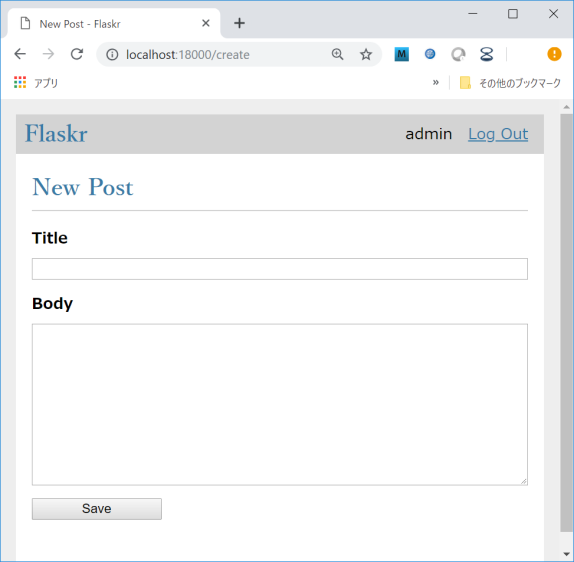 New Post - Flaskr
localhost:18000/create
M
アプリ
»
その他のブックマーク
Flaskr
admin
Log Out
New Post
Title
Body
Save